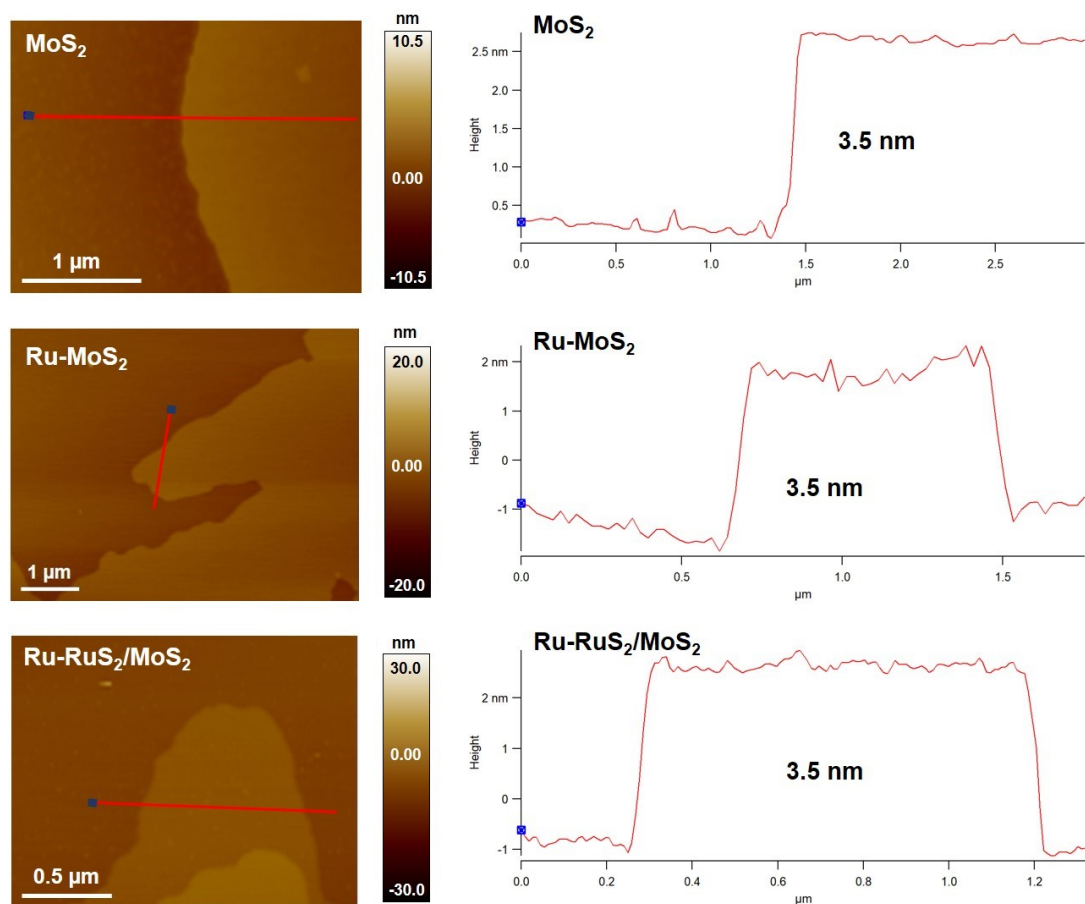 MoS₂
nm
10.5
0.00
-10.5
1 µm
MoS₂
2.5 nm
2.0
1.5
1.0
0.5
Height
3.5 nm
0.0 0.5 1.0 1.5 2.0 2.5
µm
Ru-MoS₂
nm
20.0
0.00
-20.0
1 µm
Ru-MoS₂
2 nm
1
0
-1
Height
3.5 nm
0.0 0.5 1.0 1.5
µm
Ru-RuS₂/MoS₂
nm
30.0
0.00
-30.0
0.5 µm
Ru-RuS₂/MoS₂
2 nm
1
0
-1
Height
3.5 nm
0.0 0.2 0.4 0.6 0.8 1.0 1.2
µm